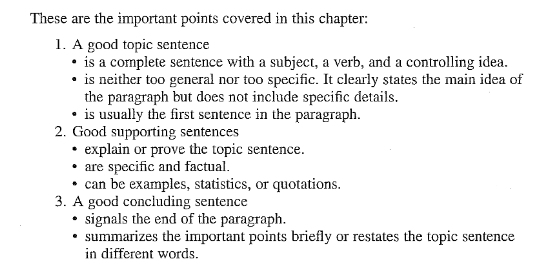 These are the important points covered in this chapter:
1. A good topic sentence
• is a complete sentence with a subject, a verb, and a controlling idea.
• is neither too general nor too specific. It clearly states the main idea of
the paragraph but does not include specific details.
• is usually the first sentence in the paragraph.
2. Good supporting sentences
• explain or prove the topic sentence.
• are specific and factual.
• can be examples, statistics, or quotations.
3. A good concluding sentence
• signals the end of the paragraph.
• summarizes the important points briefly or restates the topic sentence
in different words.